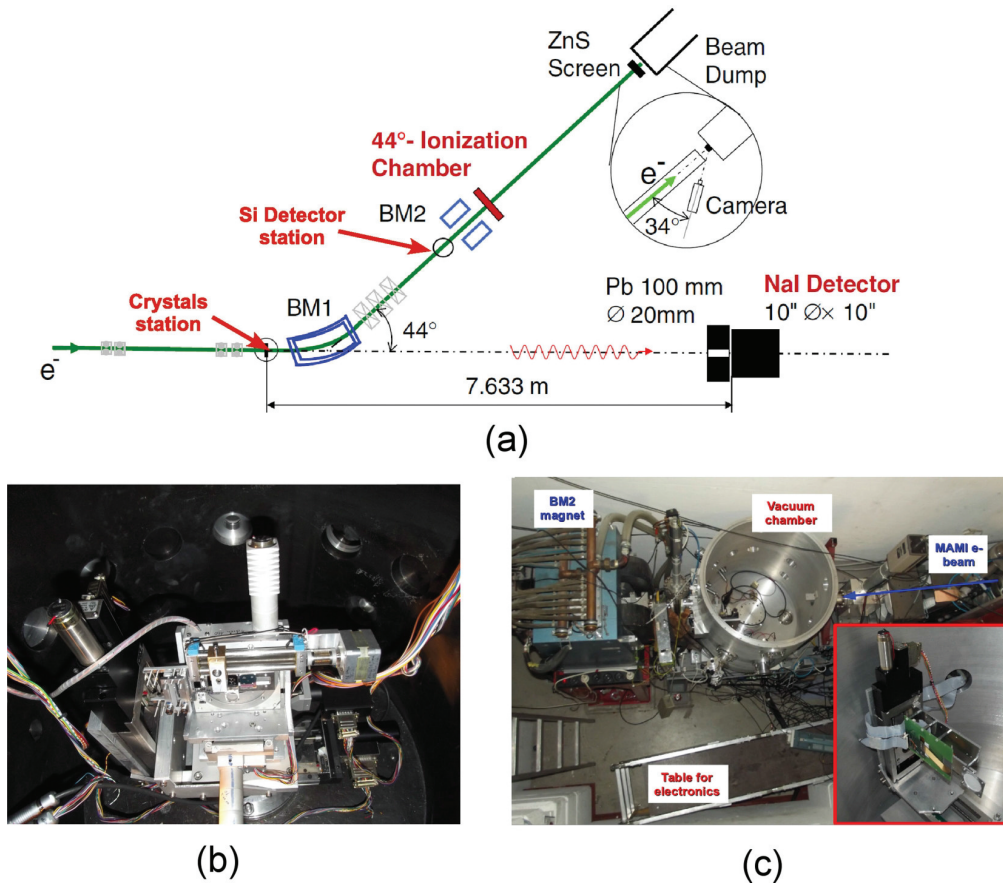 ZnS
Screen
Beam
Dump
44°- Ionization
Chamber
e-
Camera
34°
BM2
Si Detector
station
Crystals
station
BM1
44°
Pb 100 mm
Ø 20mm
NaI Detector
10" Ø× 10"
e-
7.633 m
(a)
BM2
magnet
Vacuum
chamber
MAMI e-
beam
Table for
electronics
(b)
(c)